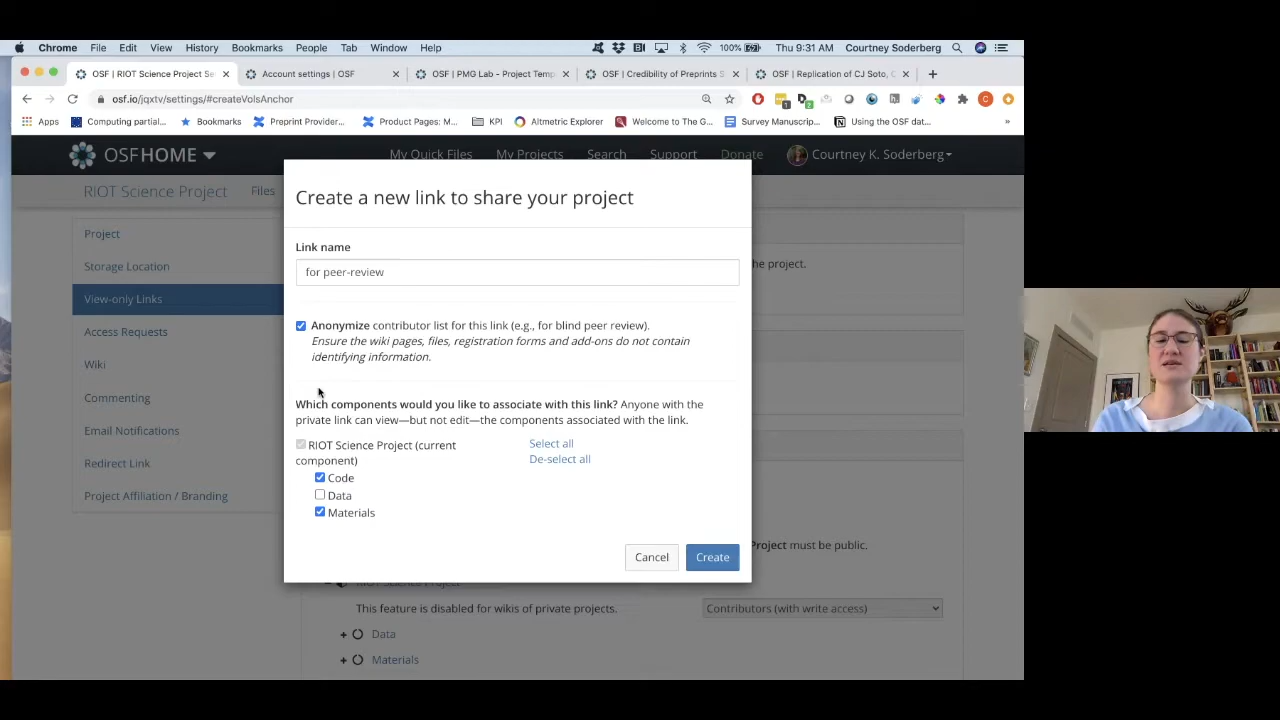 Chrome File Edit View History Bookmarks People Tab Window Help 100% Thu 9:31 AM Courtney Soderberg
OSF | RIOT Science Project Se Account settings | OSF OSF | PMG Lab - Project Temp OSF | Credibility of Preprints S OSF | Replication of CJ Soto, C
osf.io/jqxtv/settings/#createVolsAnchor
Apps Computing partial... Bookmarks Preprint Provider... Product Pages: M... KPI Altmetric Explorer Welcome to The G... Survey Manuscrip... Using the OSF dat...
OSFHOME My Quick Files My Projects Search Support Donate Courtney K. Soderberg
RIOT Science Project Files
Create a new link to share your project
Project
Storage Location
View-only Links
Access Requests
Wiki
Commenting
Email Notifications
Redirect Link
Project Affiliation / Branding
Link name
for peer-review
the project.
Anonymize contributor list for this link (e.g., for blind peer review).
Ensure the wiki pages, files, registration forms and add-ons do not contain
identifying information.
Which components would you like to associate with this link? Anyone with the
private link can view—but not edit—the components associated with the link.
RIOT Science Project (current
component)
Select all
De-select all
Code
Data
Materials
Cancel Create
Project must be public.
RIOT Science Project
This feature is disabled for wikis of private projects. Contributors (with write access)
Data
Materials